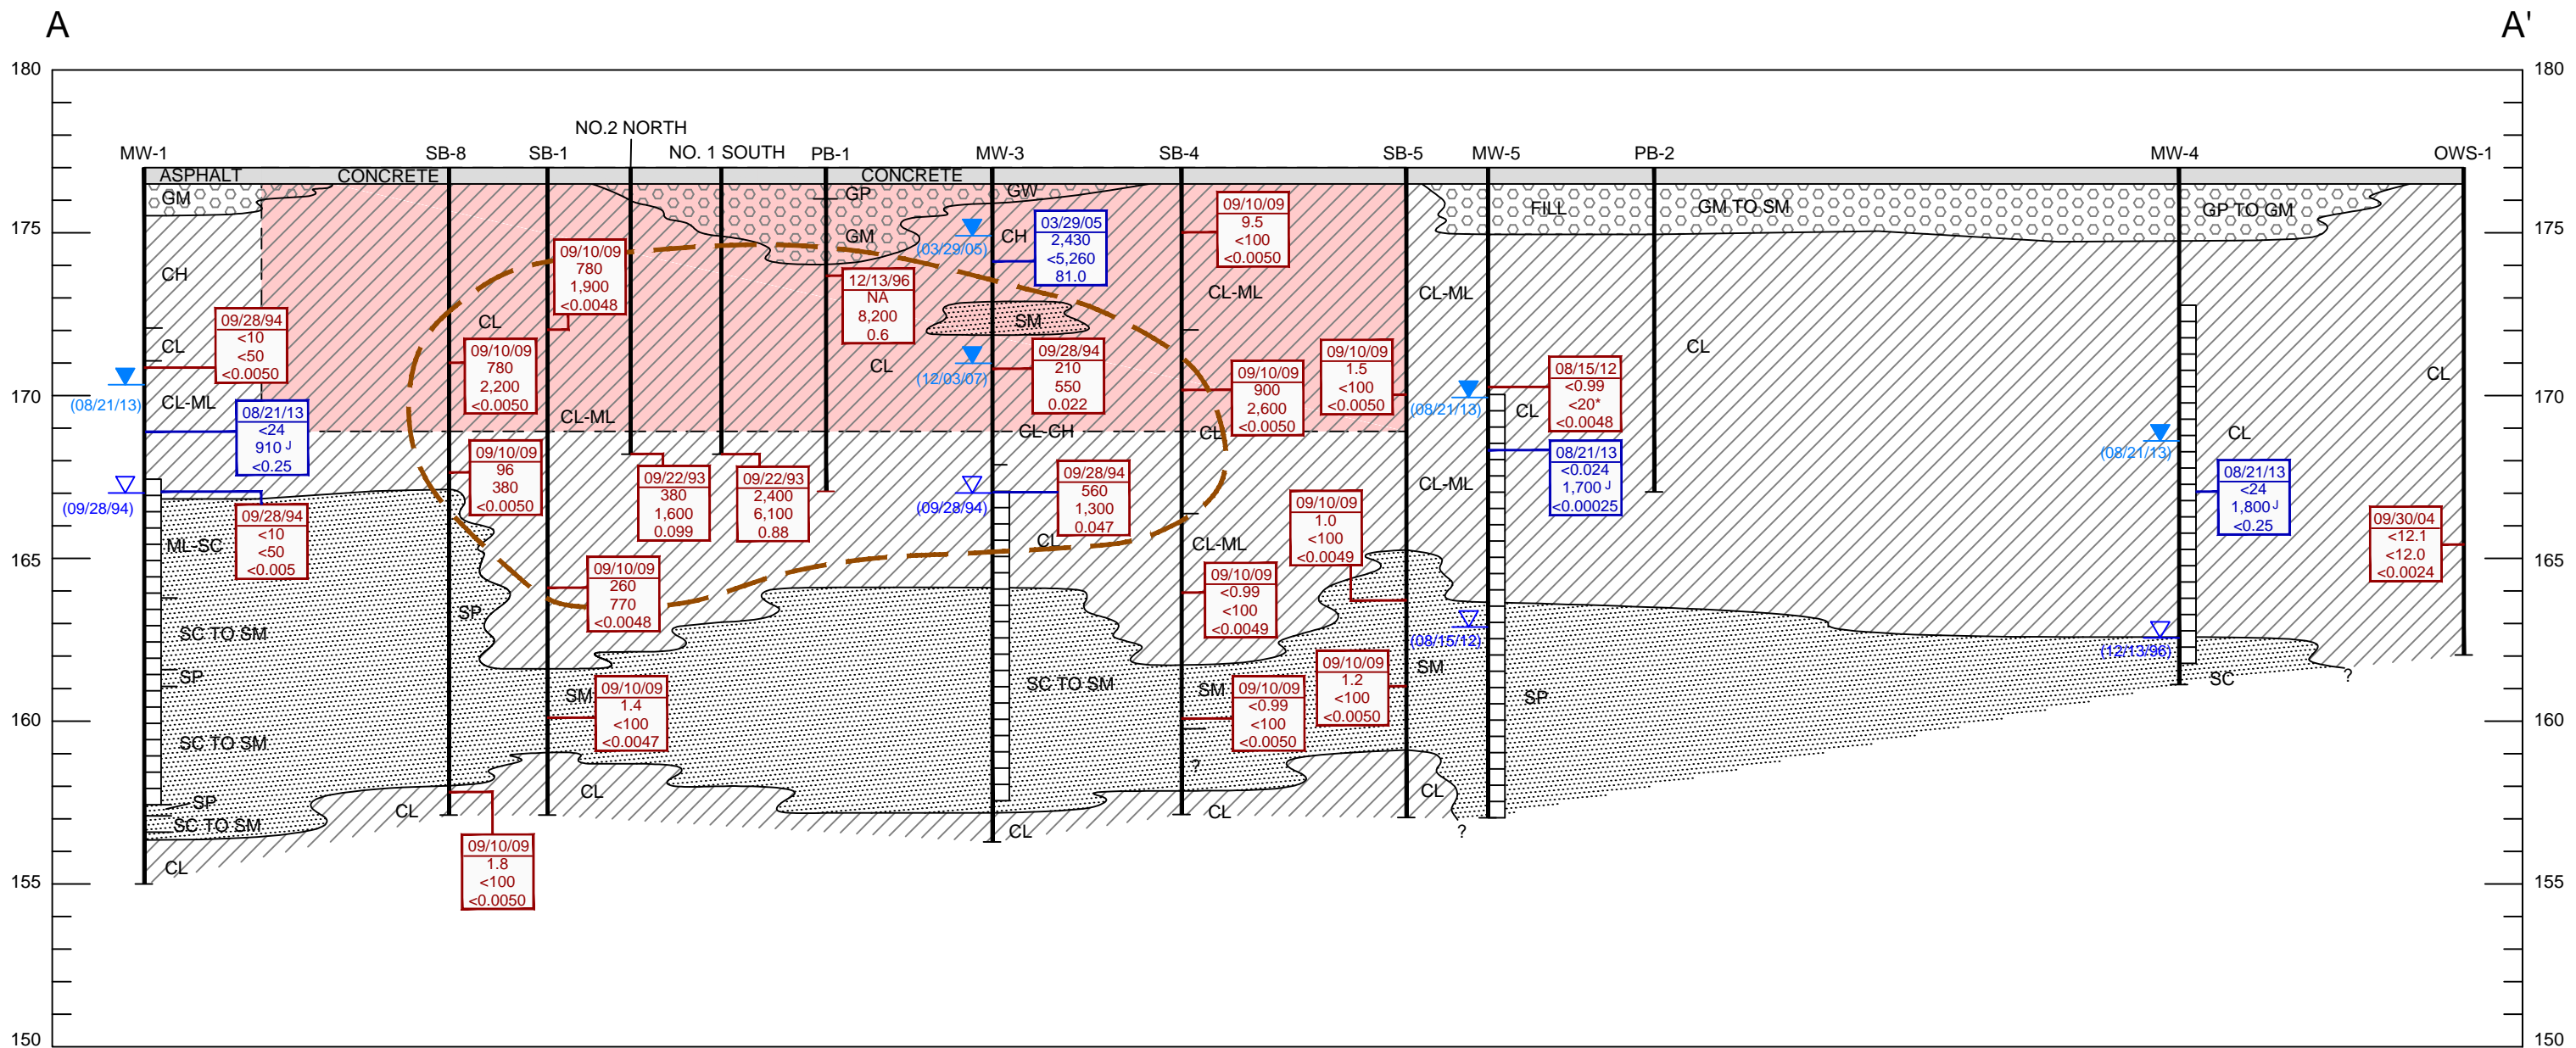 A
A'
180
180
NO.2 NORTH
MW-1
SB-8
SB-1
NO. 1 SOUTH
PB-1
MW-3
SB-4
SB-5
MW-5
PB-2
MW-4
OWS-1
ASPHALT
CONCRETE
CONCRETE
GM
GP
GW
FILL
GM TO SM
GP TO GM
175
175
GM
CH
CH
(03/29/05)
03/29/05
2,430
<5,260
81.0
09/10/09
9.5
<100
<0.0050
09/10/09
780
1,900
<0.0048
12/13/96
NA
8,200
0.6
CL-ML
CL-ML
CL
SM
09/28/94
<10
<50
<0.0050
CL
CL
CL
CL
09/10/09
780
2,200
<0.0050
(12/03/07)
09/28/94
210
550
0.022
09/10/09
900
2,600
<0.0050
09/10/09
1.5
<100
<0.0050
08/15/12
<0.99
<20*
<0.0048
170
170
(08/21/13)
CL-ML
CL-ML
(08/21/13)
CL
08/21/13
<24
910 J
<0.25
CL-CH
CL
(08/21/13)
CL
09/10/09
96
380
<0.0050
09/22/93
380
1,600
0.099
09/22/93
2,400
6,100
0.88
09/28/94
560
1,300
0.047
08/21/13
<0.024
1,700 J
<0.00025
08/21/13
<24
1,800 J
<0.25
CL-ML
(09/28/94)
(09/28/94)
09/28/94
<10
<50
<0.005
09/10/09
1.0
<100
<0.0049
09/30/04
<12.1
<12.0
<0.0024
ML-SC
CL
CL-ML
165
165
09/10/09
260
770
<0.0048
09/10/09
<0.99
<100
<0.0049
SP
SC TO SM
(08/15/12)
(12/13/96)
SP
SM
09/10/09
1.4
<100
<0.0047
SC TO SM
SM
09/10/09
<0.99
<100
<0.0050
09/10/09
1.2
<100
<0.0050
SM
SP
SC
?
160
160
SC TO SM
?
SP
SC TO SM
CL
CL
CL
CL
CL
?
CL
09/10/09
1.8
<100
<0.0050
155
155
150
150